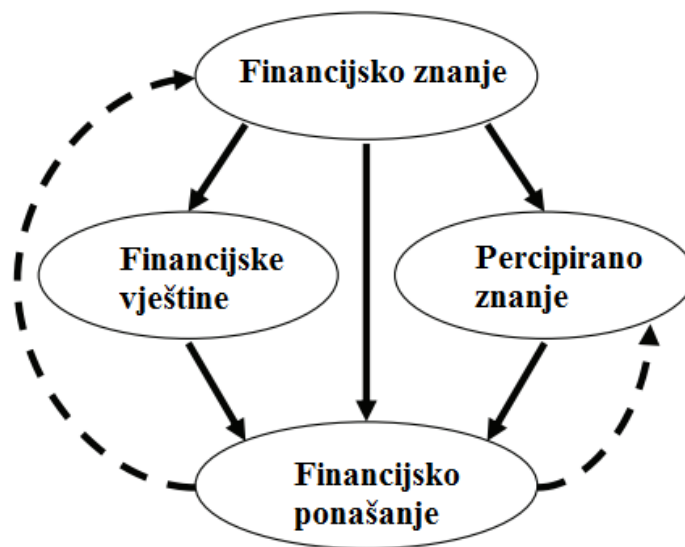 Financijsko znanje
Financijske
vještine
Percipirano
znanje
Financijsko
ponašanje